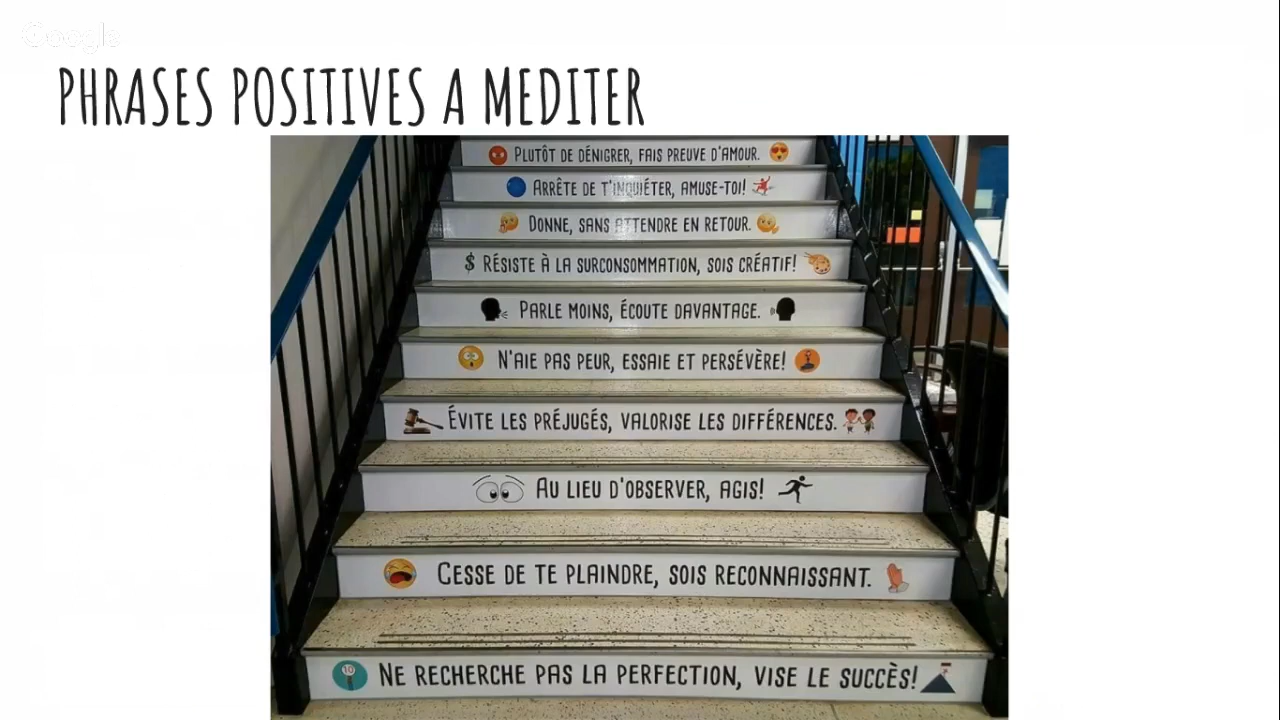 Google
PHRASES POSITIVES A MEDITER
PLUTÔT DE DÉNIGRER, FAIS PREUVE D'AMOUR.
ARRÊTE DE T'INQUIÉTER, AMUSE-TOI!
DONNE, SANS ATTENDRE EN RETOUR.
$ RÉSISTE À LA SURCONSOMMATION, SOIS CRÉATIF!
PARLE MOINS, ÉCOUTE DAVANTAGE.
N'AIE PAS PEUR, ESSAIE ET PERSÉVÈRE!
ÉVITE LES PRÉJUGÉS, VALORISE LES DIFFÉRENCES.
AU LIEU D'OBSERVER, AGIS!
CESSE DE TE PLAINDRE, SOIS RECONNAISSANT.
10 NE RECHERCHE PAS LA PERFECTION, VISE LE SUCCÈS!